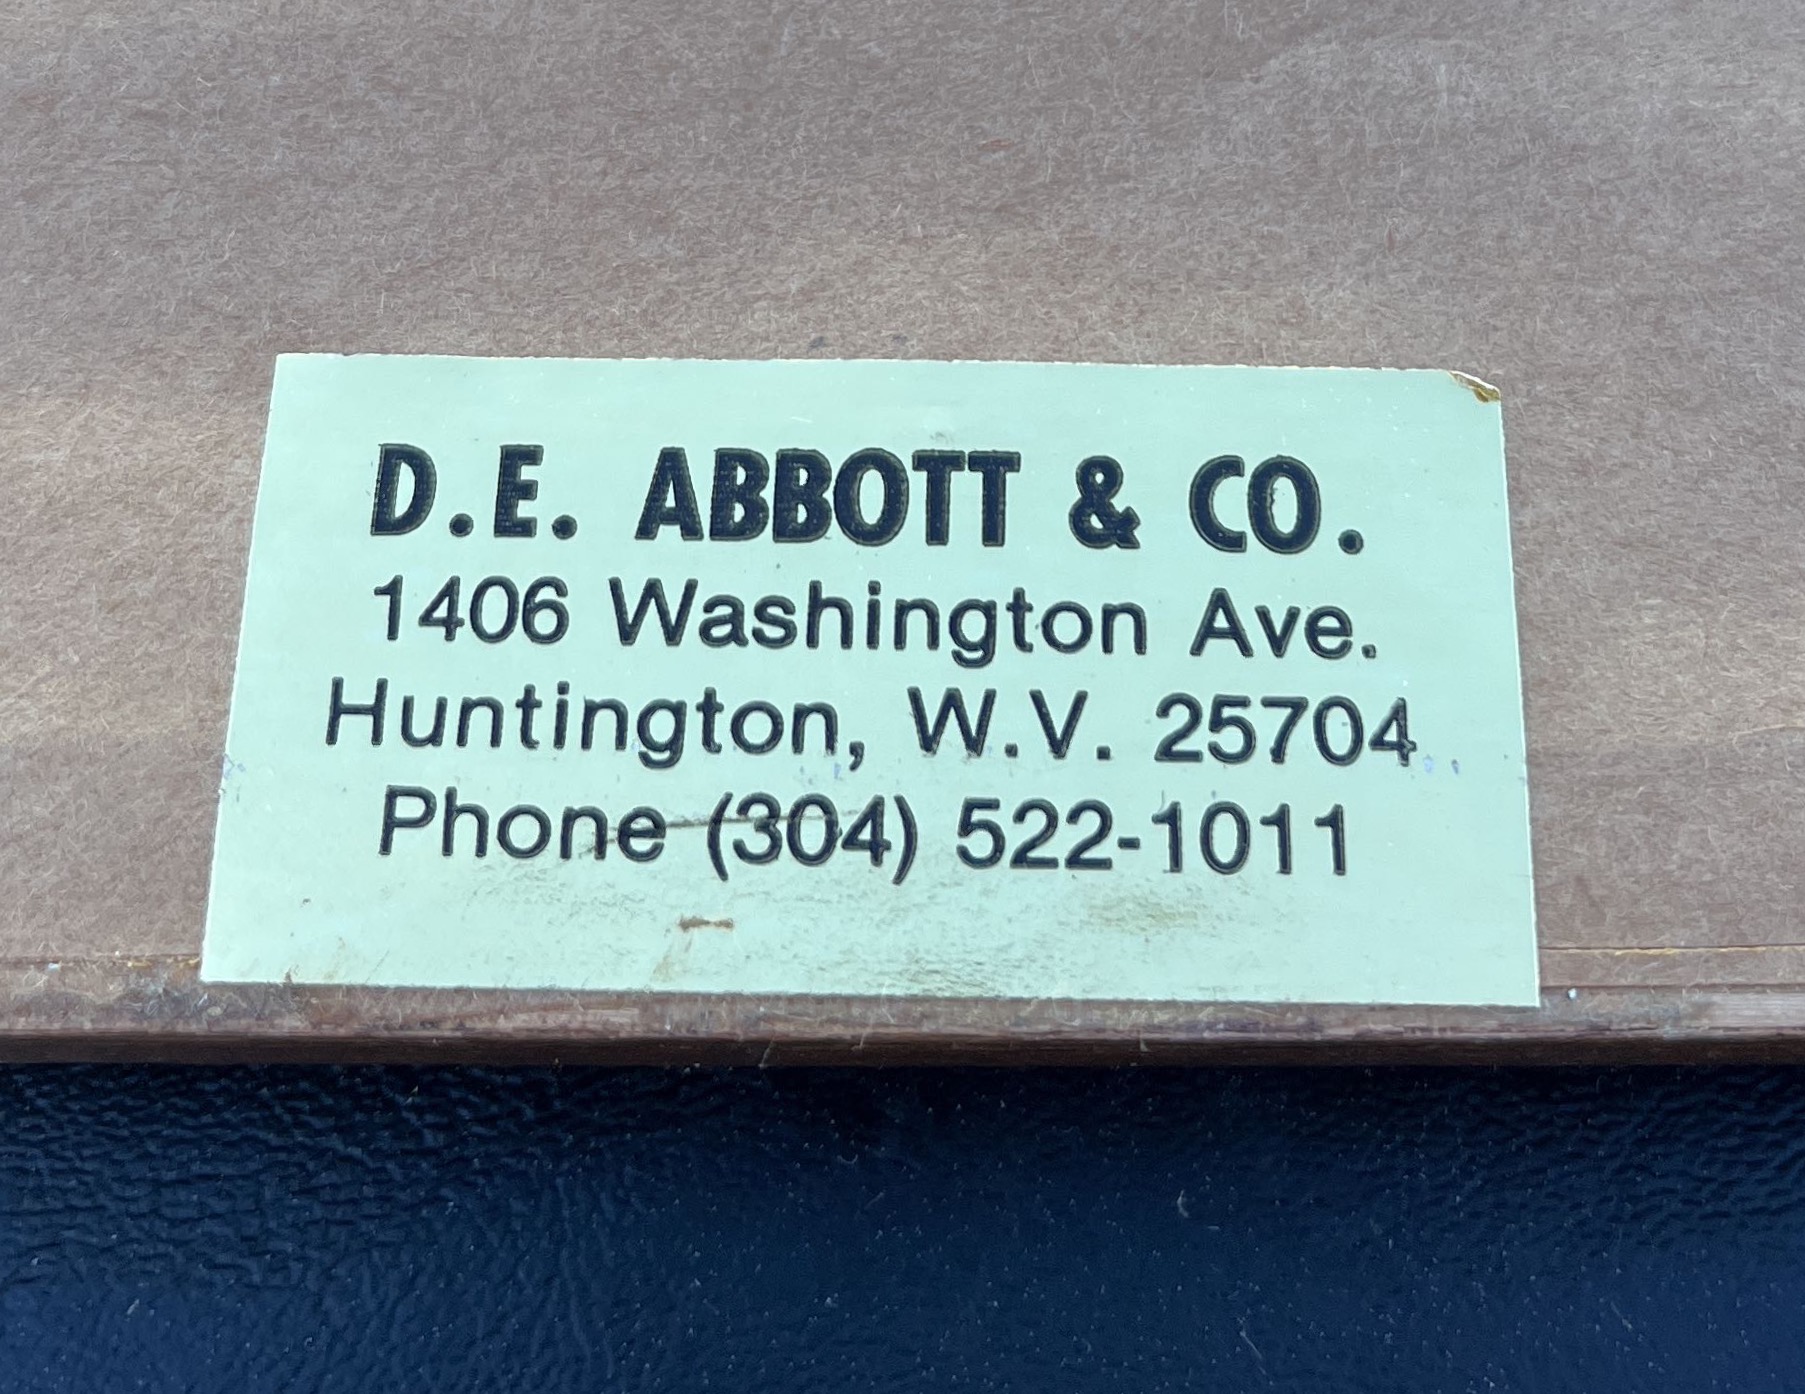 D.E. ABBOTT & CO.
1406 Washington Ave.
Huntington, W.V. 25704
Phone (304) 522-1011